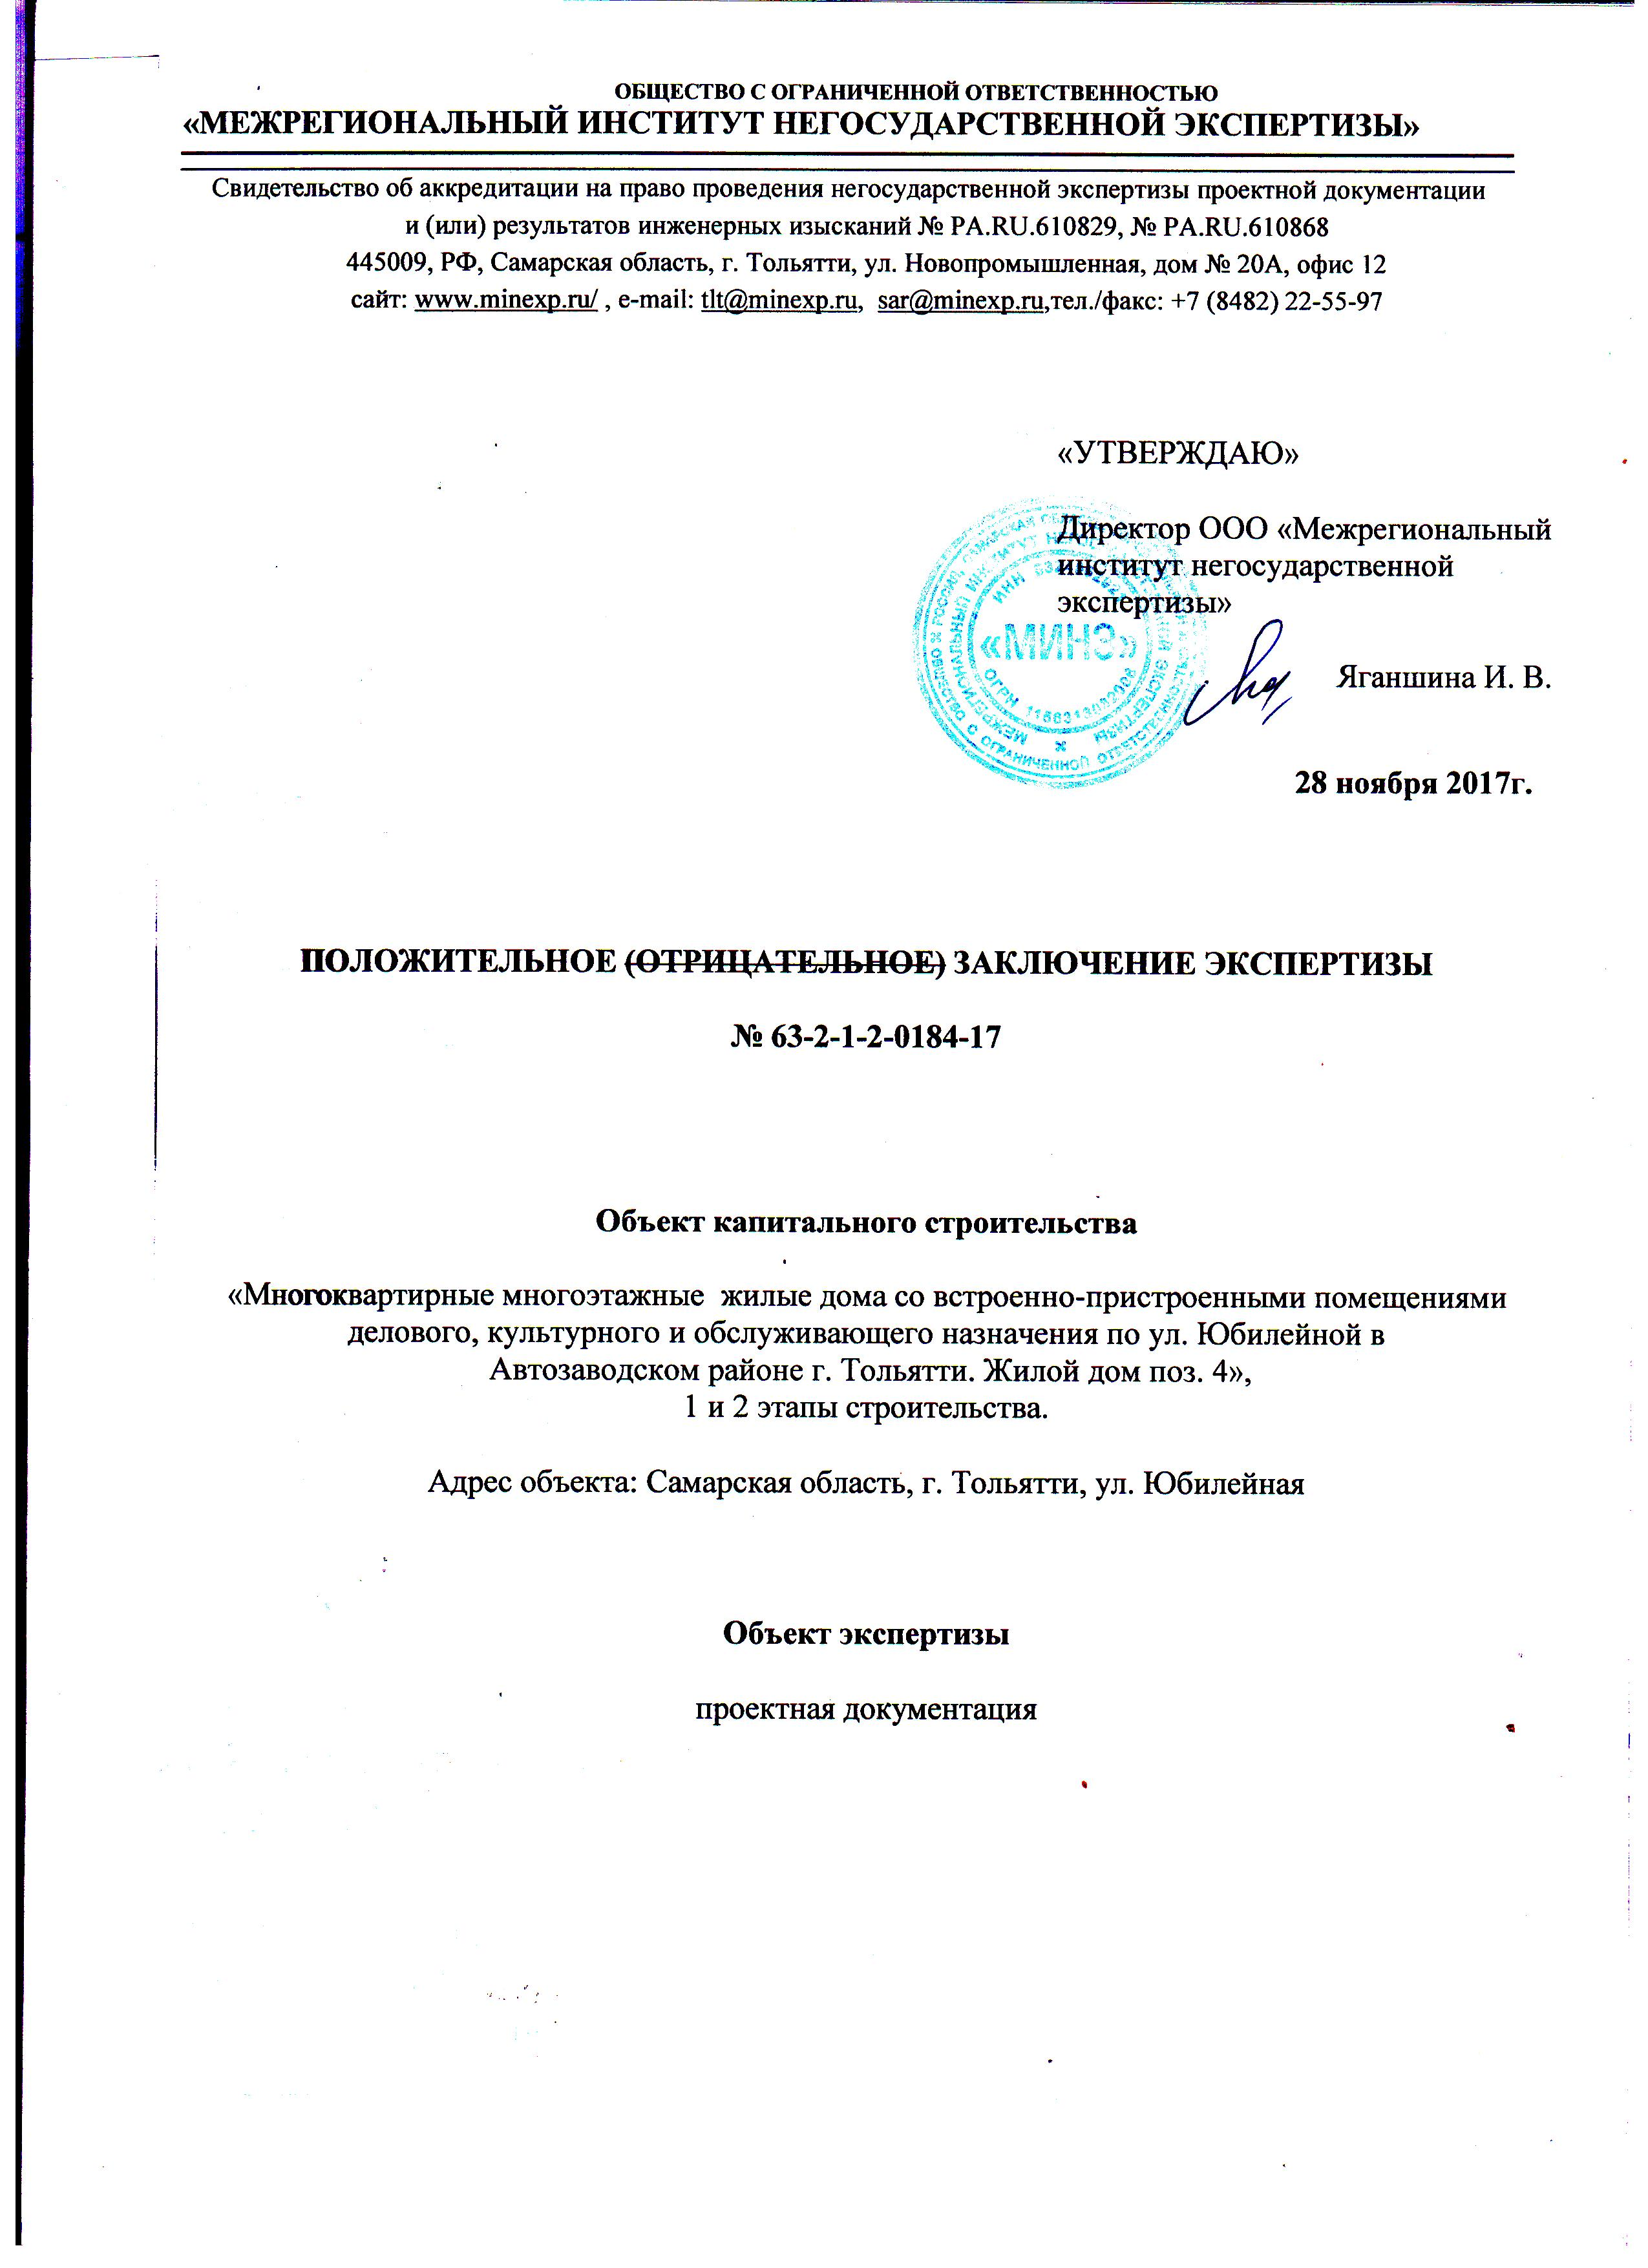 ОБЩЕСТВО С ОГРАНИЧЕННОЙ ОТВЕТСТВЕННОСТЬЮ
«МЕЖРЕГИОНАЛЬНЫЙ ИНСТИТУТ НЕГОСУДАРСТВЕННОЙ ЭКСПЕРТИЗЫ»
Свидетельство об аккредитации на право проведения негосударственной экспертизы проектной документации
и (или) результатов инженерных изысканий № РА.RU.610829, № РА.RU.610868
445009, РФ, Самарская область, г. Тольятти, ул. Новопромышленная, дом № 20А, офис 12
сайт: www.minexp.ru/ , e-mail: tlt@minexp.ru, sar@minexp.ru,тел./факс: +7 (8482) 22-55-97
«УТВЕРЖДАЮ»
Директор ООО «Межрегиональный
институт негосударственной
экспертизы»
«МИНЭ»
Яганшина И. В.
28 ноября 2017г.
ПОЛОЖИТЕЛЬНОЕ (ОТРИЦАТЕЛЬНОЕ) ЗАКЛЮЧЕНИЕ ЭКСПЕРТИЗЫ
№ 63-2-1-2-0184-17
Объект капитального строительства
«Многоквартирные многоэтажные жилые дома со встроенно-пристроенными помещениями
делового, культурного и обслуживающего назначения по ул. Юбилейной в
Автозаводском районе г. Тольятти. Жилой дом поз. 4»,
1 и 2 этапы строительства.
Адрес объекта: Самарская область, г. Тольятти, ул. Юбилейная
Объект экспертизы
проектная документация